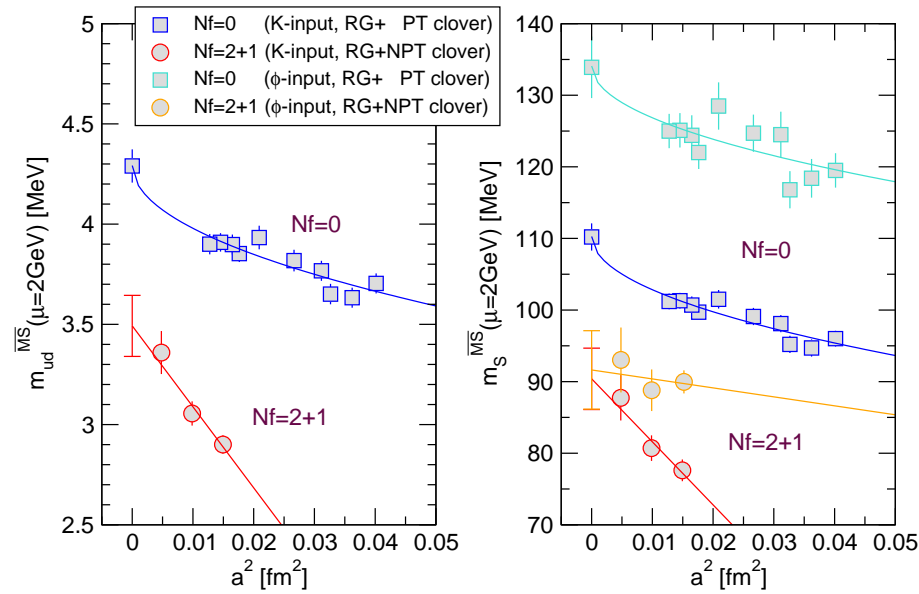 Nf=0 (K-input, RG+ PT clover)
Nf=2+1 (K-input, RG+NPT clover)
Nf=0 (ϕ-input, RG+ PT clover)
Nf=2+1 (ϕ-input, RG+NPT clover)
5
4.5
4
3.5
3
2.5
0 0.01 0.02 0.03 0.04 0.05
a² [fm²]
m_ud^MS̅(μ=2GeV) [MeV]
Nf=0
Nf=2+1
140
130
120
110
100
90
80
70
0 0.01 0.02 0.03 0.04 0.05
a² [fm²]
m_S^MS̅(μ=2GeV) [MeV]
Nf=0
Nf=2+1